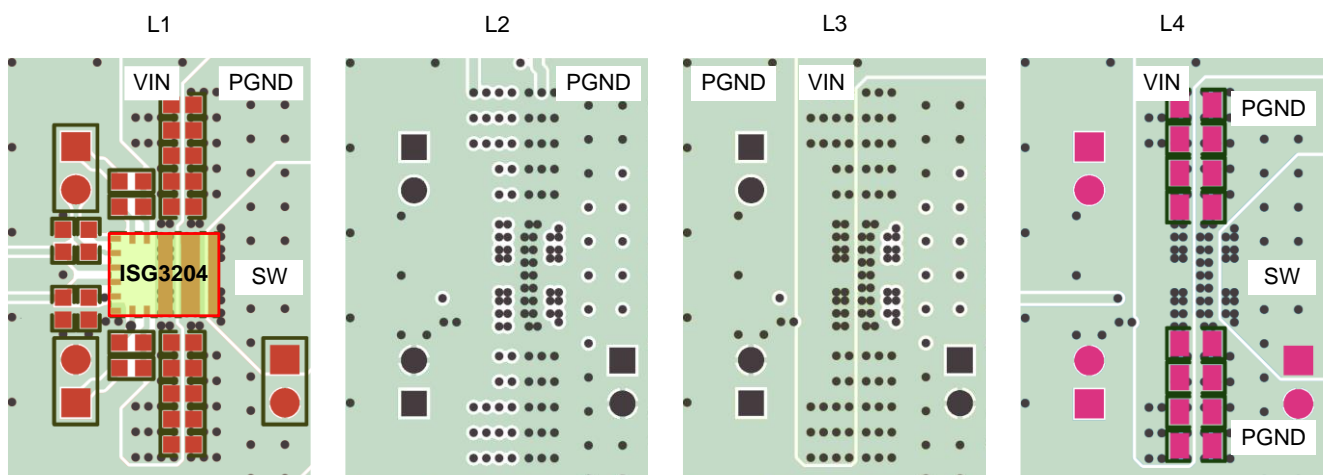 L1
L2
L3
L4
VIN
PGND
PGND
PGND
VIN
VIN
PGND
ISG3204
SW
SW
PGND